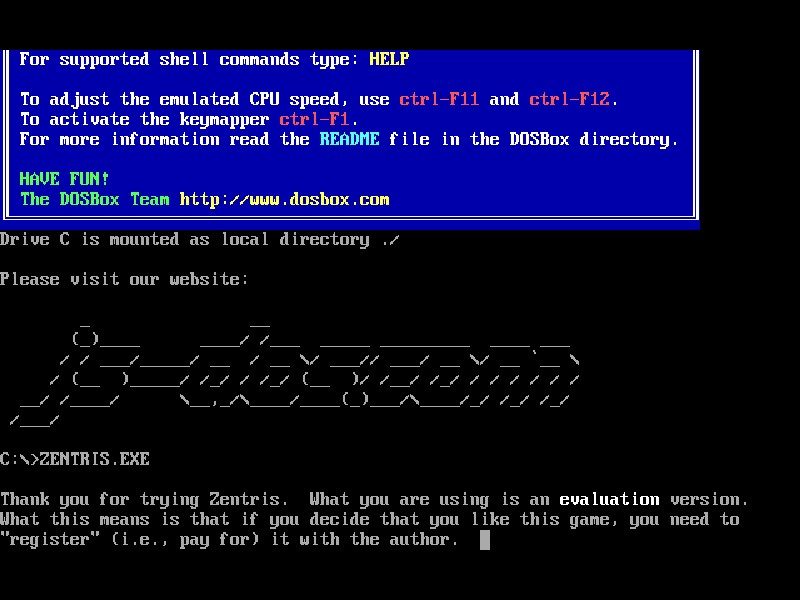 For supported shell commands type: HELP
To adjust the emulated CPU speed, use ctrl-F11 and ctrl-F12.
To activate the keymapper ctrl-F1.
For more information read the README file in the DOSBox directory.
HAVE FUN!
The DOSBox Team http://www.dosbox.com
Drive C is mounted as local directory ./
Please visit our website:
js-dos.com
C:\>ZENTRIS.EXE
Thank you for trying Zentris.  What you are using is an evaluation version.
What this means is that if you decide that you like this game, you need to
"register" (i.e., pay for) it with the author.